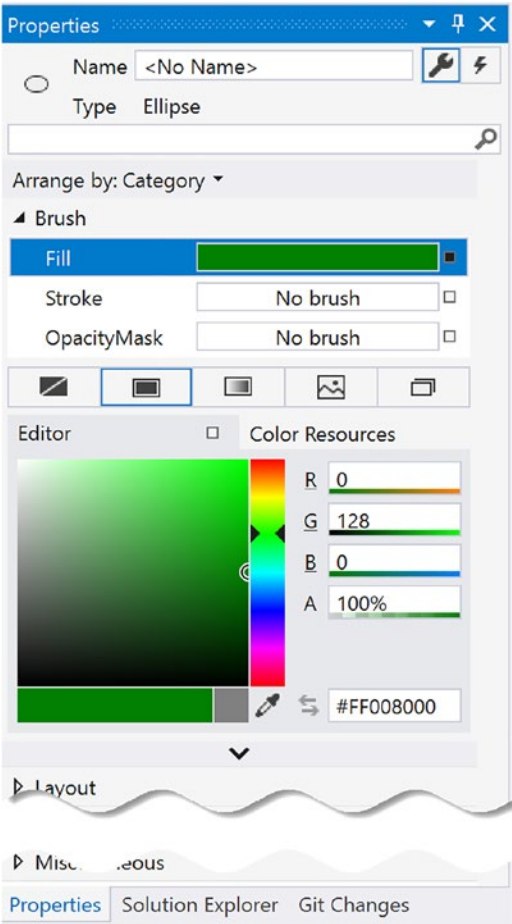 Properties
Name <No Name>
Type Ellipse
Arrange by: Category
Brush
Fill
Stroke No brush
OpacityMask No brush
Editor Color Resources
R 0
G 128
B 0
A 100%
#FF008000
Layout
Properties Solution Explorer Git Changes